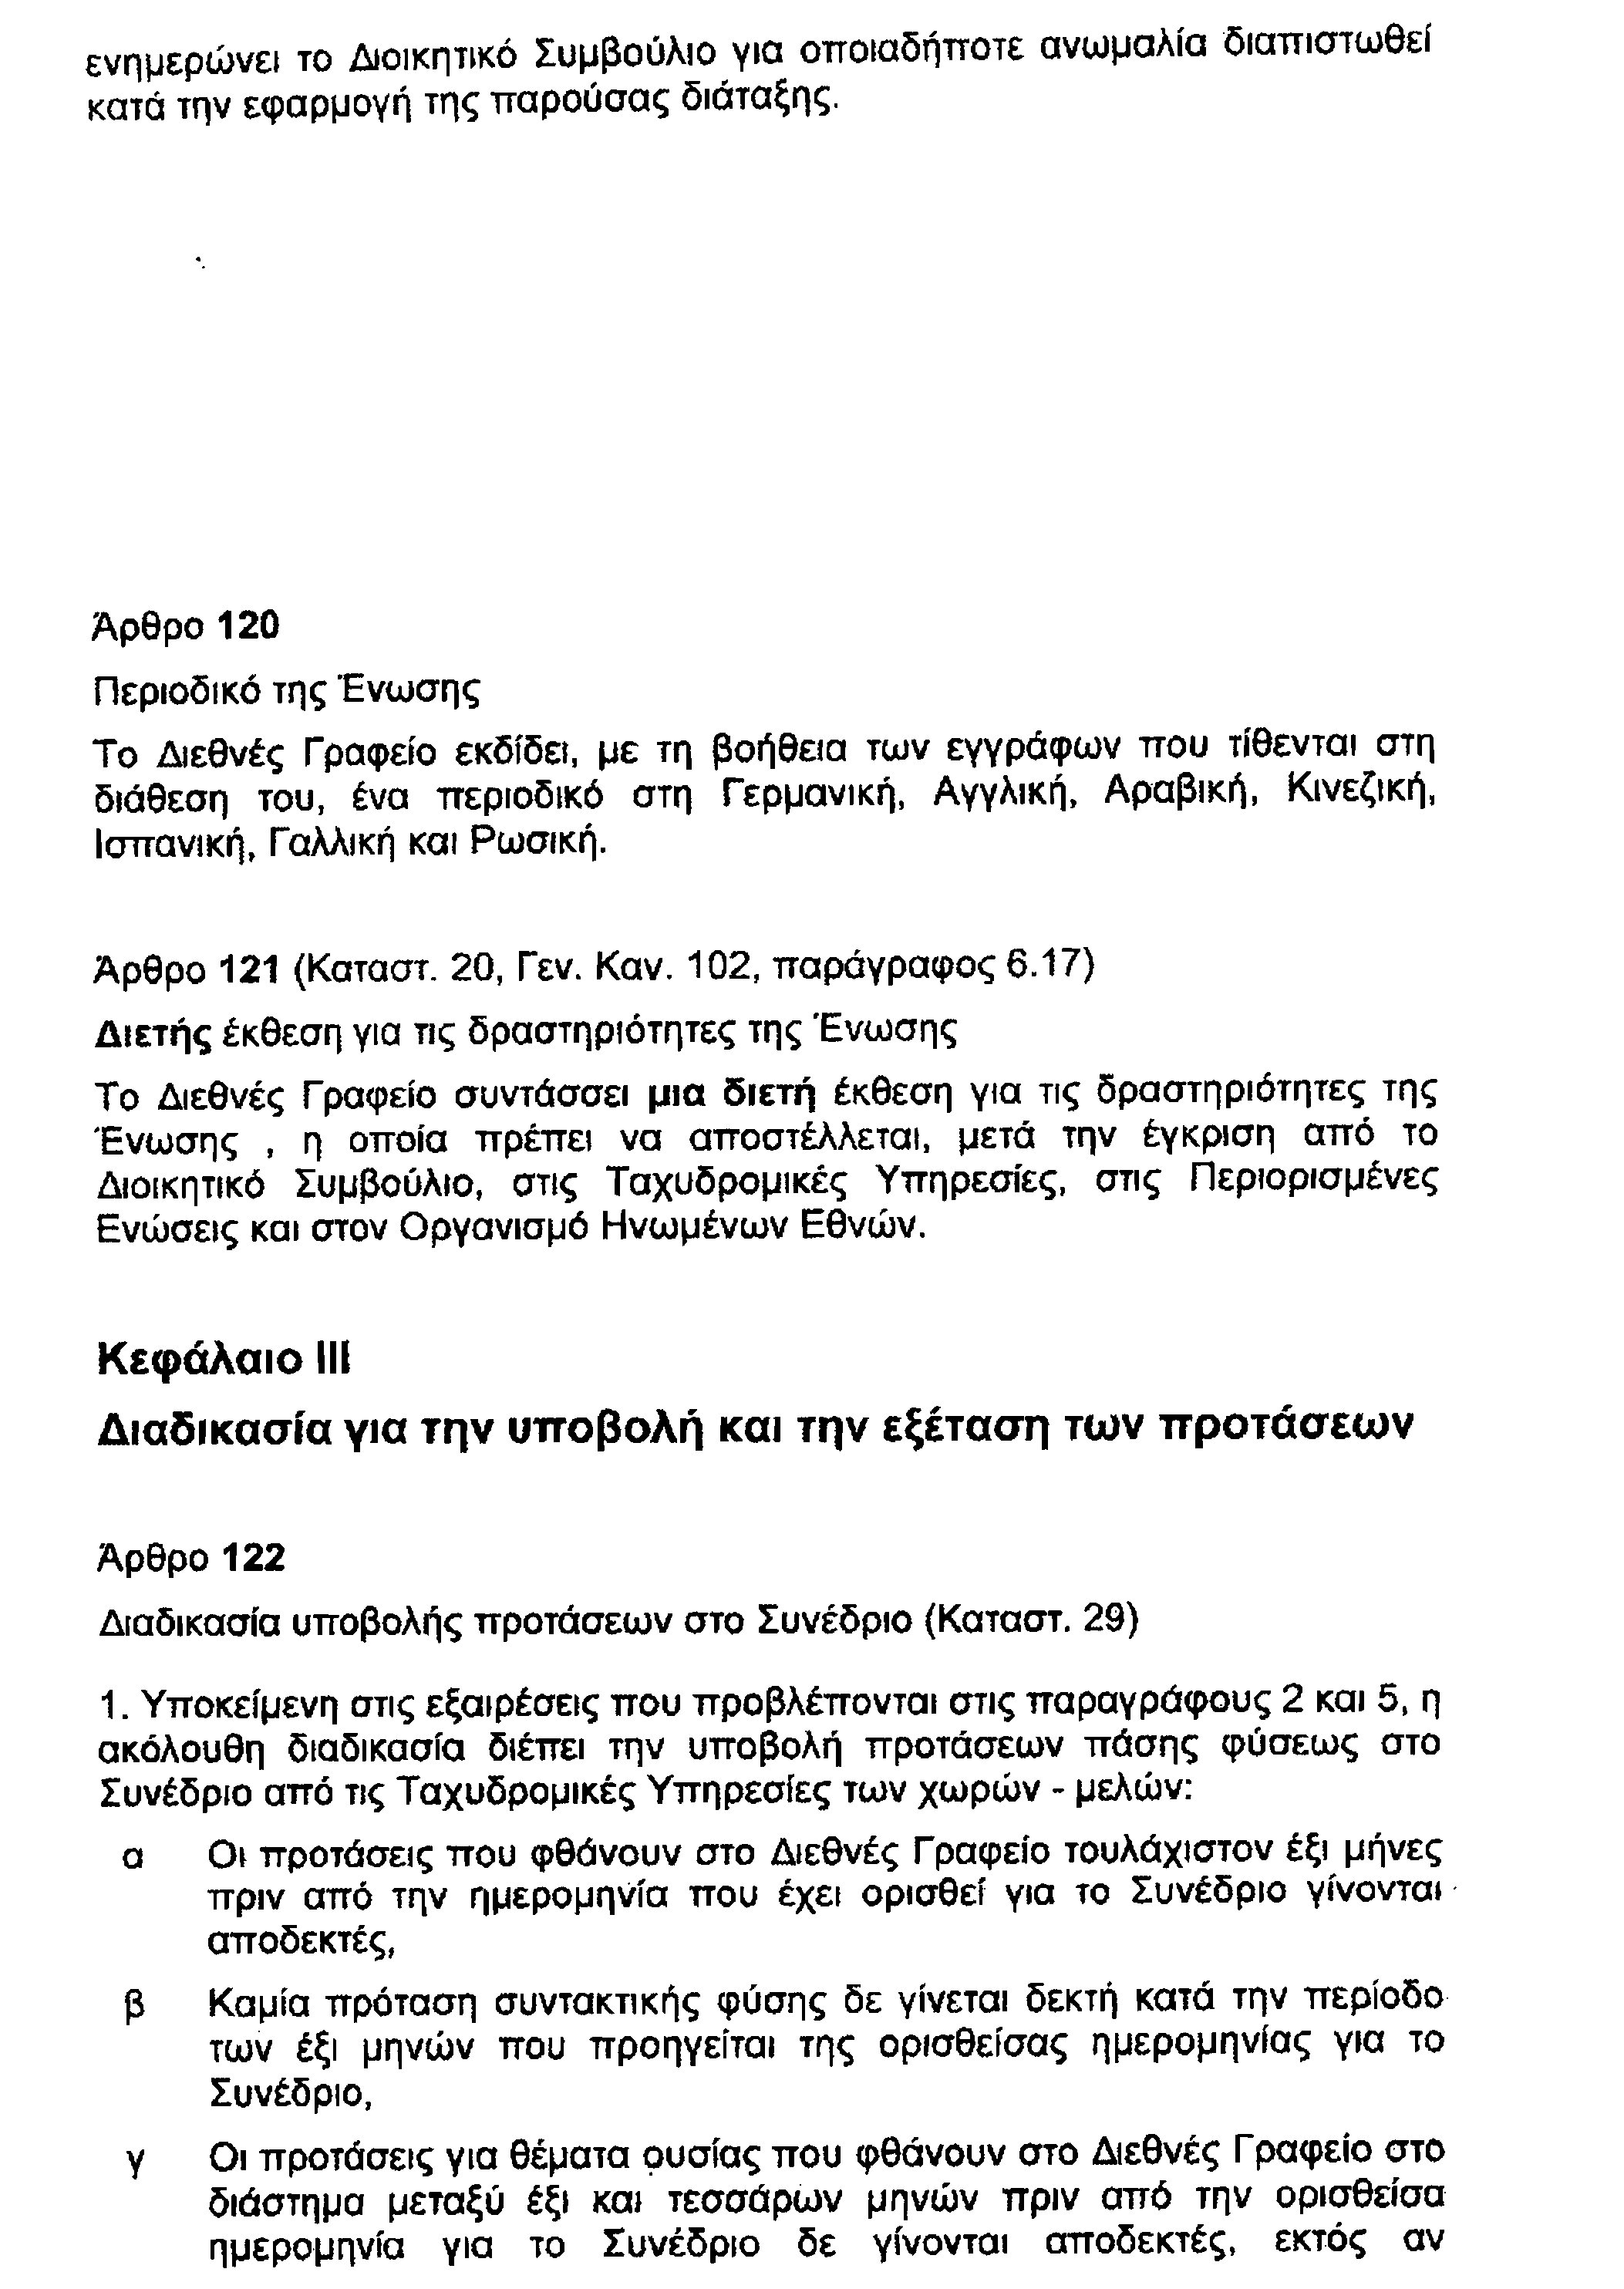 ενημερώνει το Διοικητικό Συμβούλιο για οποιαδήποτε ανωμαλία διαπιστωθεί
κατά την εφαρμογή της παρούσας διάταξης.
Άρθρο 120
Περιοδικό της Ένωσης
Το Διεθνές Γραφείο εκδίδει, με τη βοήθεια των εγγράφων που τίθενται στη
διάθεση του, ένα περιοδικό στη Γερμανική, Αγγλική, Αραβική, Κινεζική,
Ισπανική, Γαλλική και Ρωσική.
Άρθρο 121 (Καταστ. 20, Γεν. Καν. 102, παράγραφος 6.17)
Διετής έκθεση για τις δραστηριότητες της Ένωσης
Το Διεθνές Γραφείο συντάσσει μια διετή έκθεση για τις δραστηριότητες της
Ένωσης , η οποία πρέπει να αποστέλλεται, μετά την έγκριση από το
Διοικητικό Συμβούλιο, στις Ταχυδρομικές Υπηρεσίες, στις Περιορισμένες
Ενώσεις και στον Οργανισμό Ηνωμένων Εθνών.
Κεφάλαιο III
Διαδικασία για την υποβολή και την εξέταση των προτάσεων
Άρθρο 122
Διαδικασία υποβολής προτάσεων στο Συνέδριο (Καταστ. 29)
1. Υποκείμενη στις εξαιρέσεις που προβλέπονται στις παραγράφους 2 και 5, η
ακόλουθη διαδικασία διέπει την υποβολή προτάσεων πάσης φύσεως στο
Συνέδριο από τις Ταχυδρομικές Υπηρεσίες των χωρών - μελών:
α Οι προτάσεις που φθάνουν στο Διεθνές Γραφείο τουλάχιστον έξι μήνες
πριν από την ημερομηνία που έχει ορισθεί για το Συνέδριο γίνονται
αποδεκτές,
β Καμία πρόταση συντακτικής φύσης δε γίνεται δεκτή κατά την περίοδο
των έξι μηνών που προηγείται της ορισθείσας ημερομηνίας για το
Συνέδριο,
γ Οι προτάσεις για θέματα ουσίας που φθάνουν στο Διεθνές Γραφείο στο
διάστημα μεταξύ έξι και τεσσάρων μηνών πριν από την ορισθείσα
ημερομηνία για το Συνέδριο δε γίνονται αποδεκτές, εκτός αν